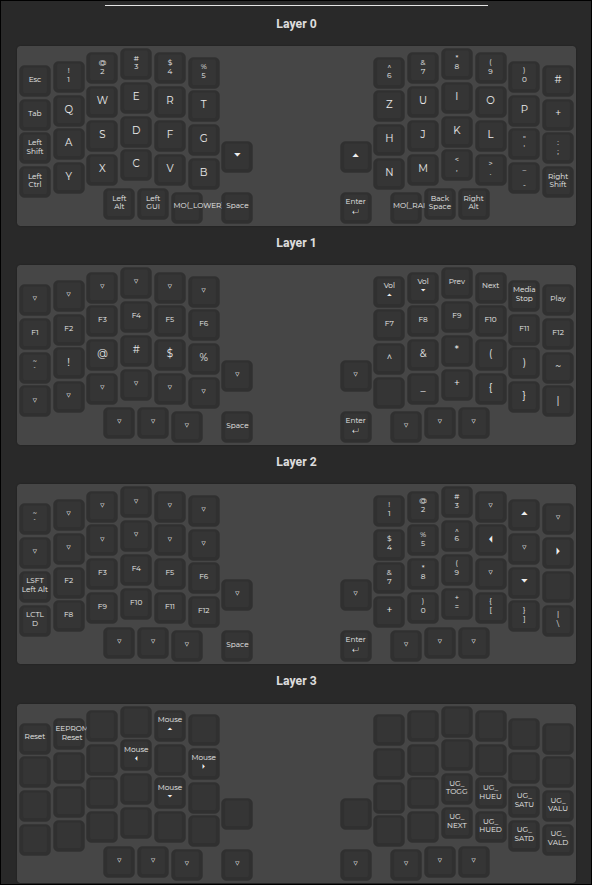 Layer 0
Esc ! 1 @ 2 # 3 $ 4 % 5 ^ 6 & 7 * 8 ( 9 ) 0 #
Tab Q W E R T Z U I O P +
Left Shift A S D F G H J K L " ' : ;
Left Ctrl Y X C V B N M < , > . _ - Right Shift
Left Alt Left GUI MO(_LOWER Space Enter MO(_RAI Back Space Right Alt
Layer 1
Vol Vol Prev Next Media Stop Play
F1 F2 F3 F4 F5 F6 F7 F8 F9 F10 F11 F12
~ ! @ # $ % ^ & * ( ) ~
_ + { } |
Space Enter
Layer 2
~ ! 1 @ 2 # 3
$ 4 % 5 ^ 6
LSFT Left Alt F2 F3 F4 F5 F6 & 7 * 8 ( 9
LCTL D F8 F9 F10 F11 F12 + ) 0 + = { [ } ] | \
Space Enter
Layer 3
Reset EEPROM Reset Mouse
Mouse Mouse
Mouse UG_ TOGG UG_ HUEU UG_ SATU UG_ VALU
UG_ NEXT UG_ HUED UG_ SATD UG_ VALD